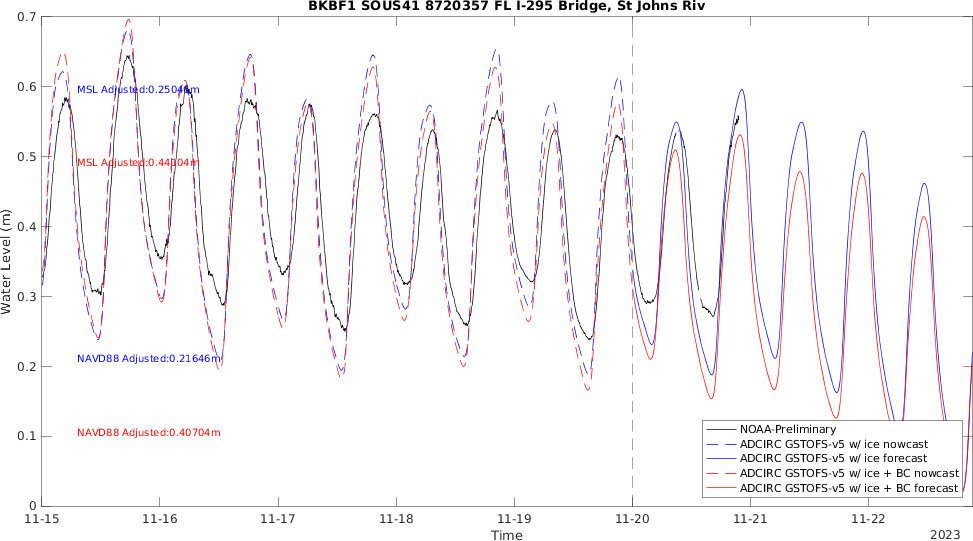 BKBF1 SOUS41 8720357 FL I-295 Bridge, St Johns Riv
0.7
0.6
0.5
0.4
0.3
0.2
0.1
0
Water Level (m)
MSL Adjusted:0.25046m
MSL Adjusted:0.44104m
NAVD88 Adjusted:0.21646m
NAVD88 Adjusted:0.40704m
NOAA-Preliminary
ADCIRC GSTOFS-v5 w/ ice nowcast
ADCIRC GSTOFS-v5 w/ ice forecast
ADCIRC GSTOFS-v5 w/ ice + BC nowcast
ADCIRC GSTOFS-v5 w/ ice + BC forecast
11-15 11-16 11-17 11-18 11-19 11-20 11-21 11-22
Time
2023